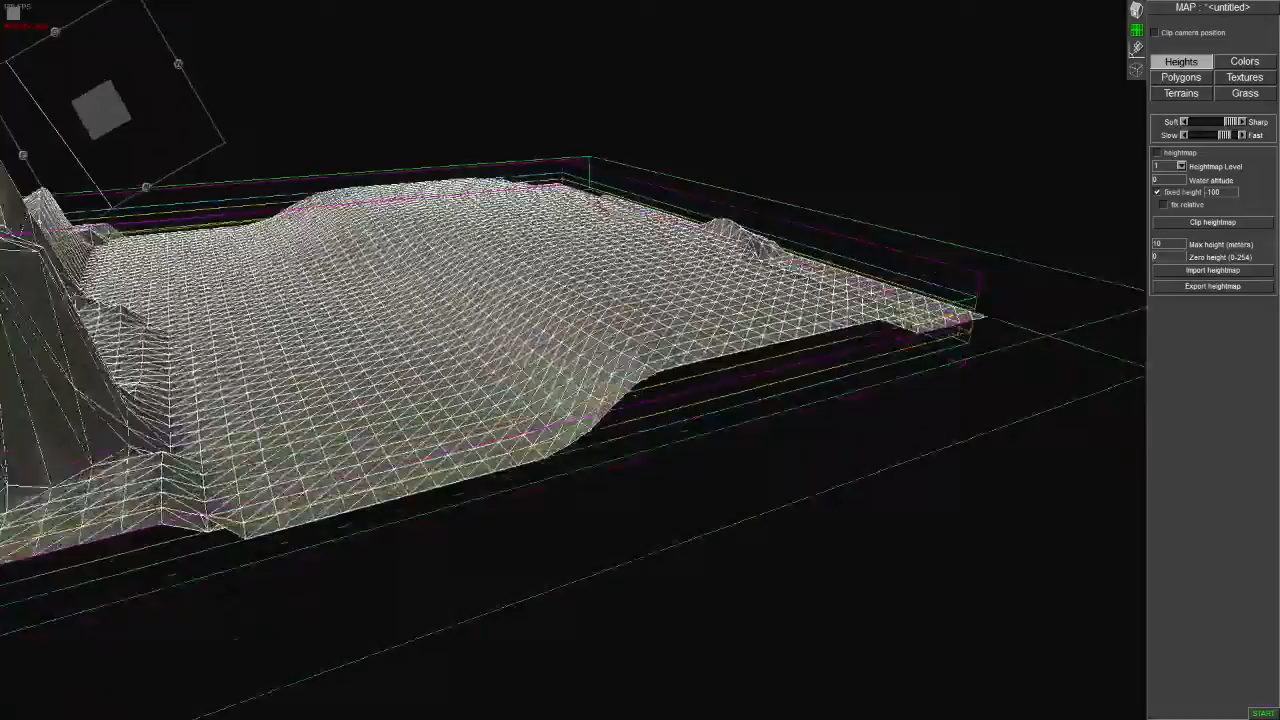 MAP : *<untitled>
Clip camera position
Heights
Colors
Polygons
Textures
Terrains
Grass
Soft
Sharp
Slow
Fast
heightmap
1
Heightmap Level
0
Water altitude
fixed height
-100
fix relative
Clip heightmap
10
Max height (meters)
0
Zero height (0-254)
Import heightmap
Export heightmap
START